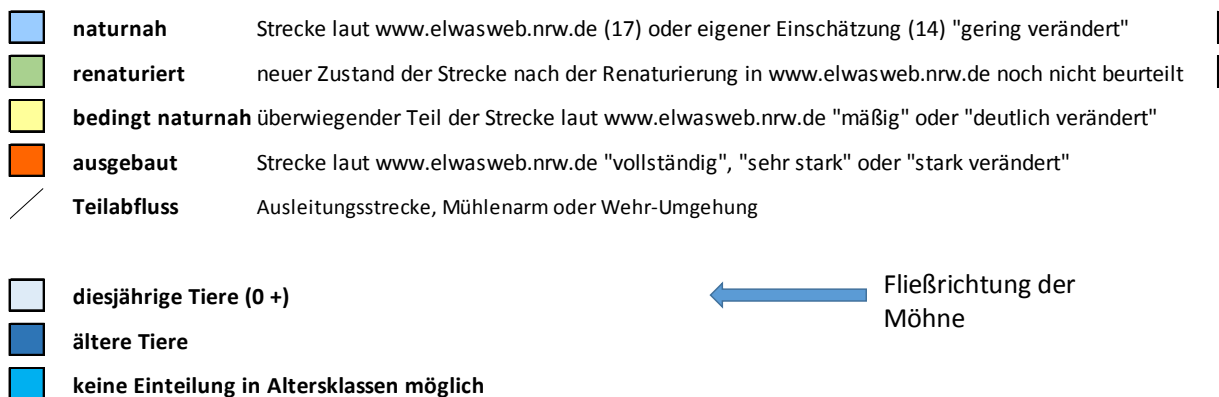 naturnah Strecke laut www.elwasweb.nrw.de (17) oder eigener Einschätzung (14) "gering verändert"
renaturiert neuer Zustand der Strecke nach der Renaturierung in www.elwasweb.nrw.de noch nicht beurteilt
bedingt naturnah überwiegender Teil der Strecke laut www.elwasweb.nrw.de "mäßig" oder "deutlich verändert"
ausgebaut Strecke laut www.elwasweb.nrw.de "vollständig", "sehr stark" oder "stark verändert"
Teilabfluss Ausleitungsstrecke, Mühlenarm oder Wehr-Umgehung
diesjährige Tiere (0 +)
ältere Tiere
keine Einteilung in Altersklassen möglich
Fließrichtung der
Möhne